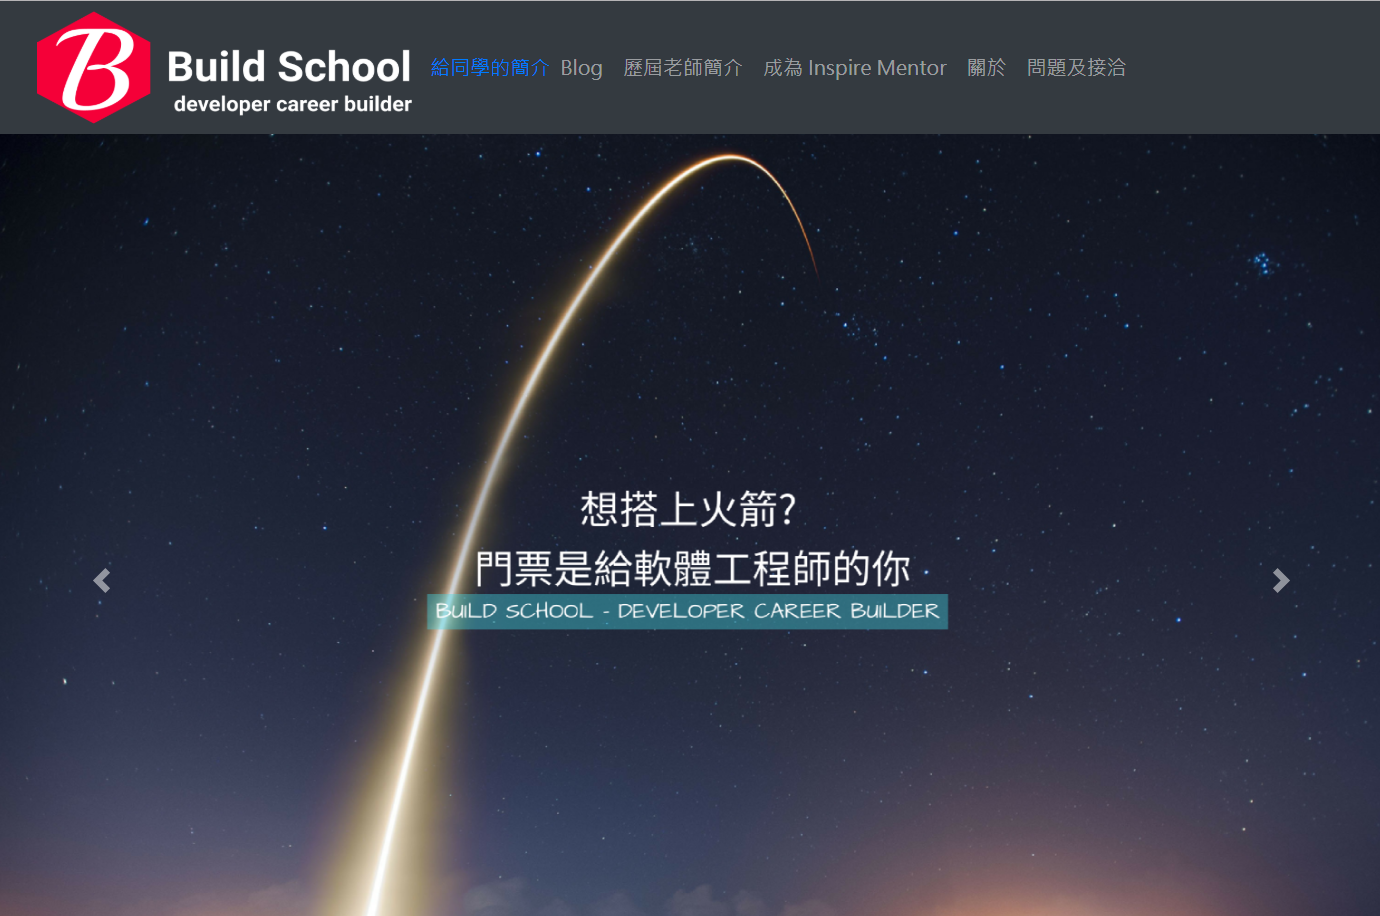 B
Build School
developer career builder
給同學的簡介 Blog 歷屆老師簡介 成為 Inspire Mentor 關於 問題及接洽
想搭上火箭?
門票是給軟體工程師的你
BUILD SCHOOL - DEVELOPER CAREER BUILDER